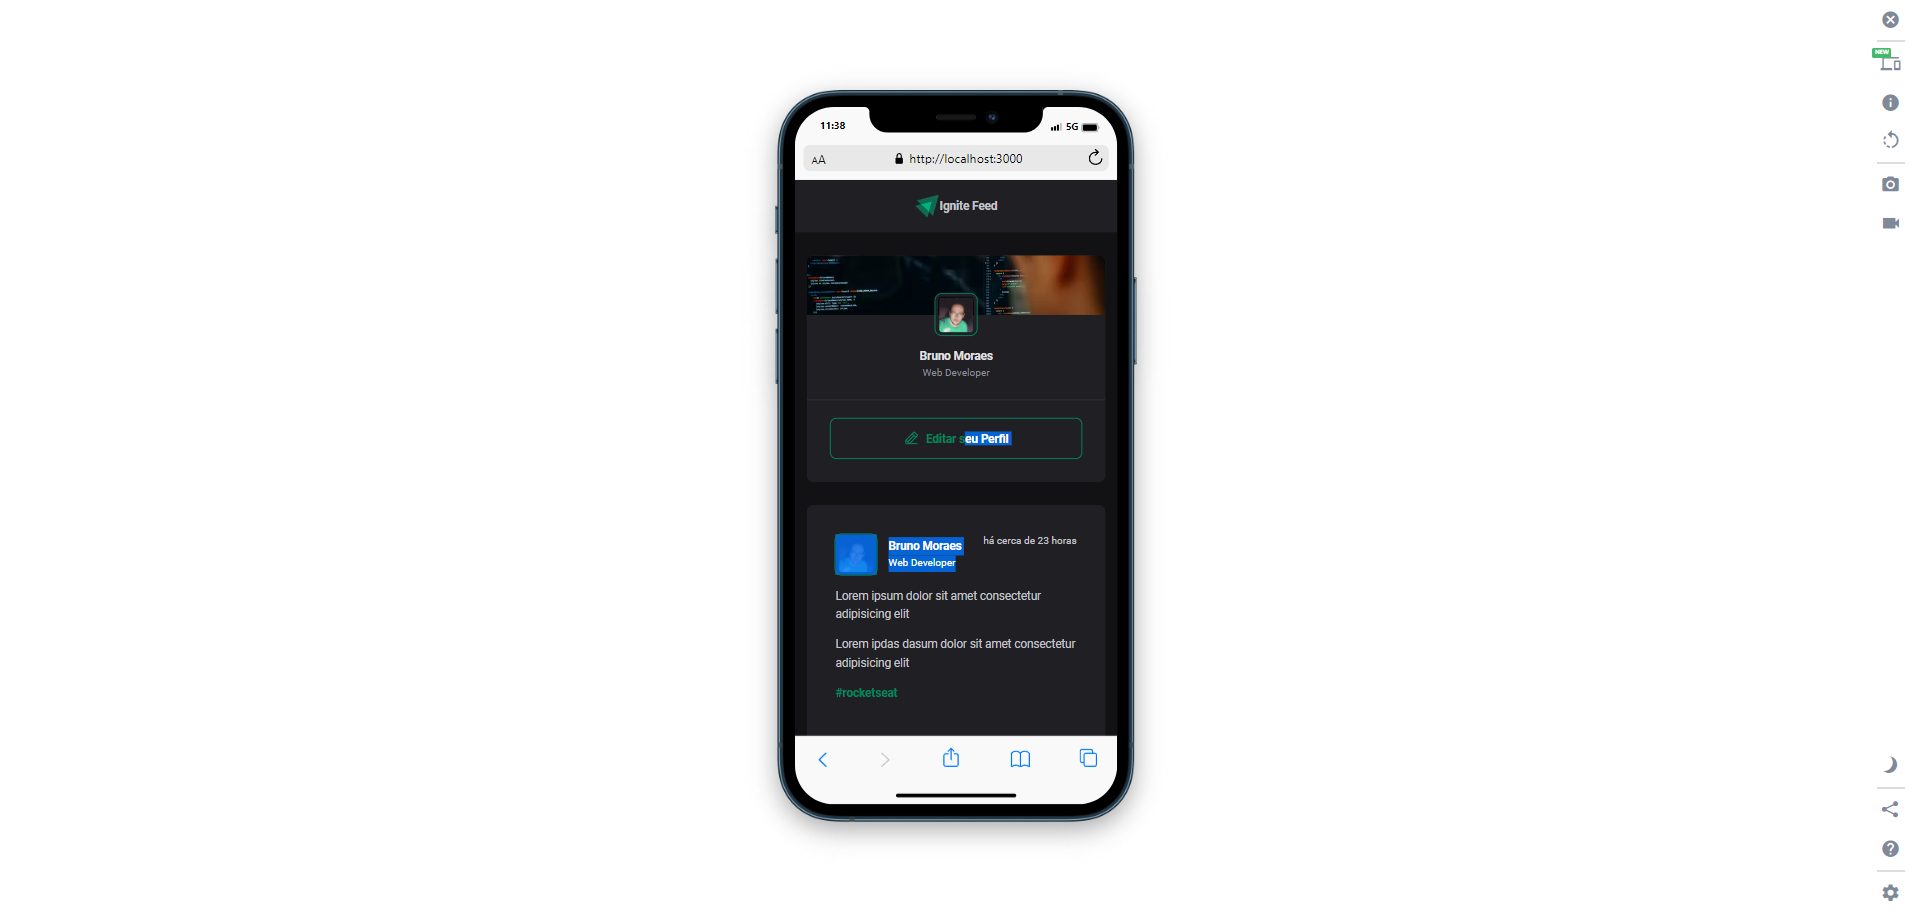 NEW
11:38
5G
AA
http://localhost:3000
Ignite Feed
Bruno Moraes
Web Developer
Editar seu Perfil
Bruno Moraes
há cerca de 23 horas
Web Developer
Lorem ipsum dolor sit amet consectetur
adipisicing elit
Lorem ipdas dasum dolor sit amet consectetur
adipisicing elit
#rocketseat